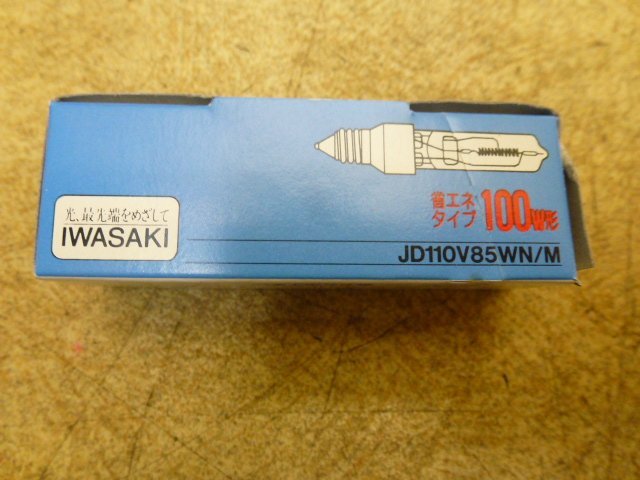 光、最先端をめざして
IWASAKI
省エネ
タイプ
100W形
JD110V85WN/M